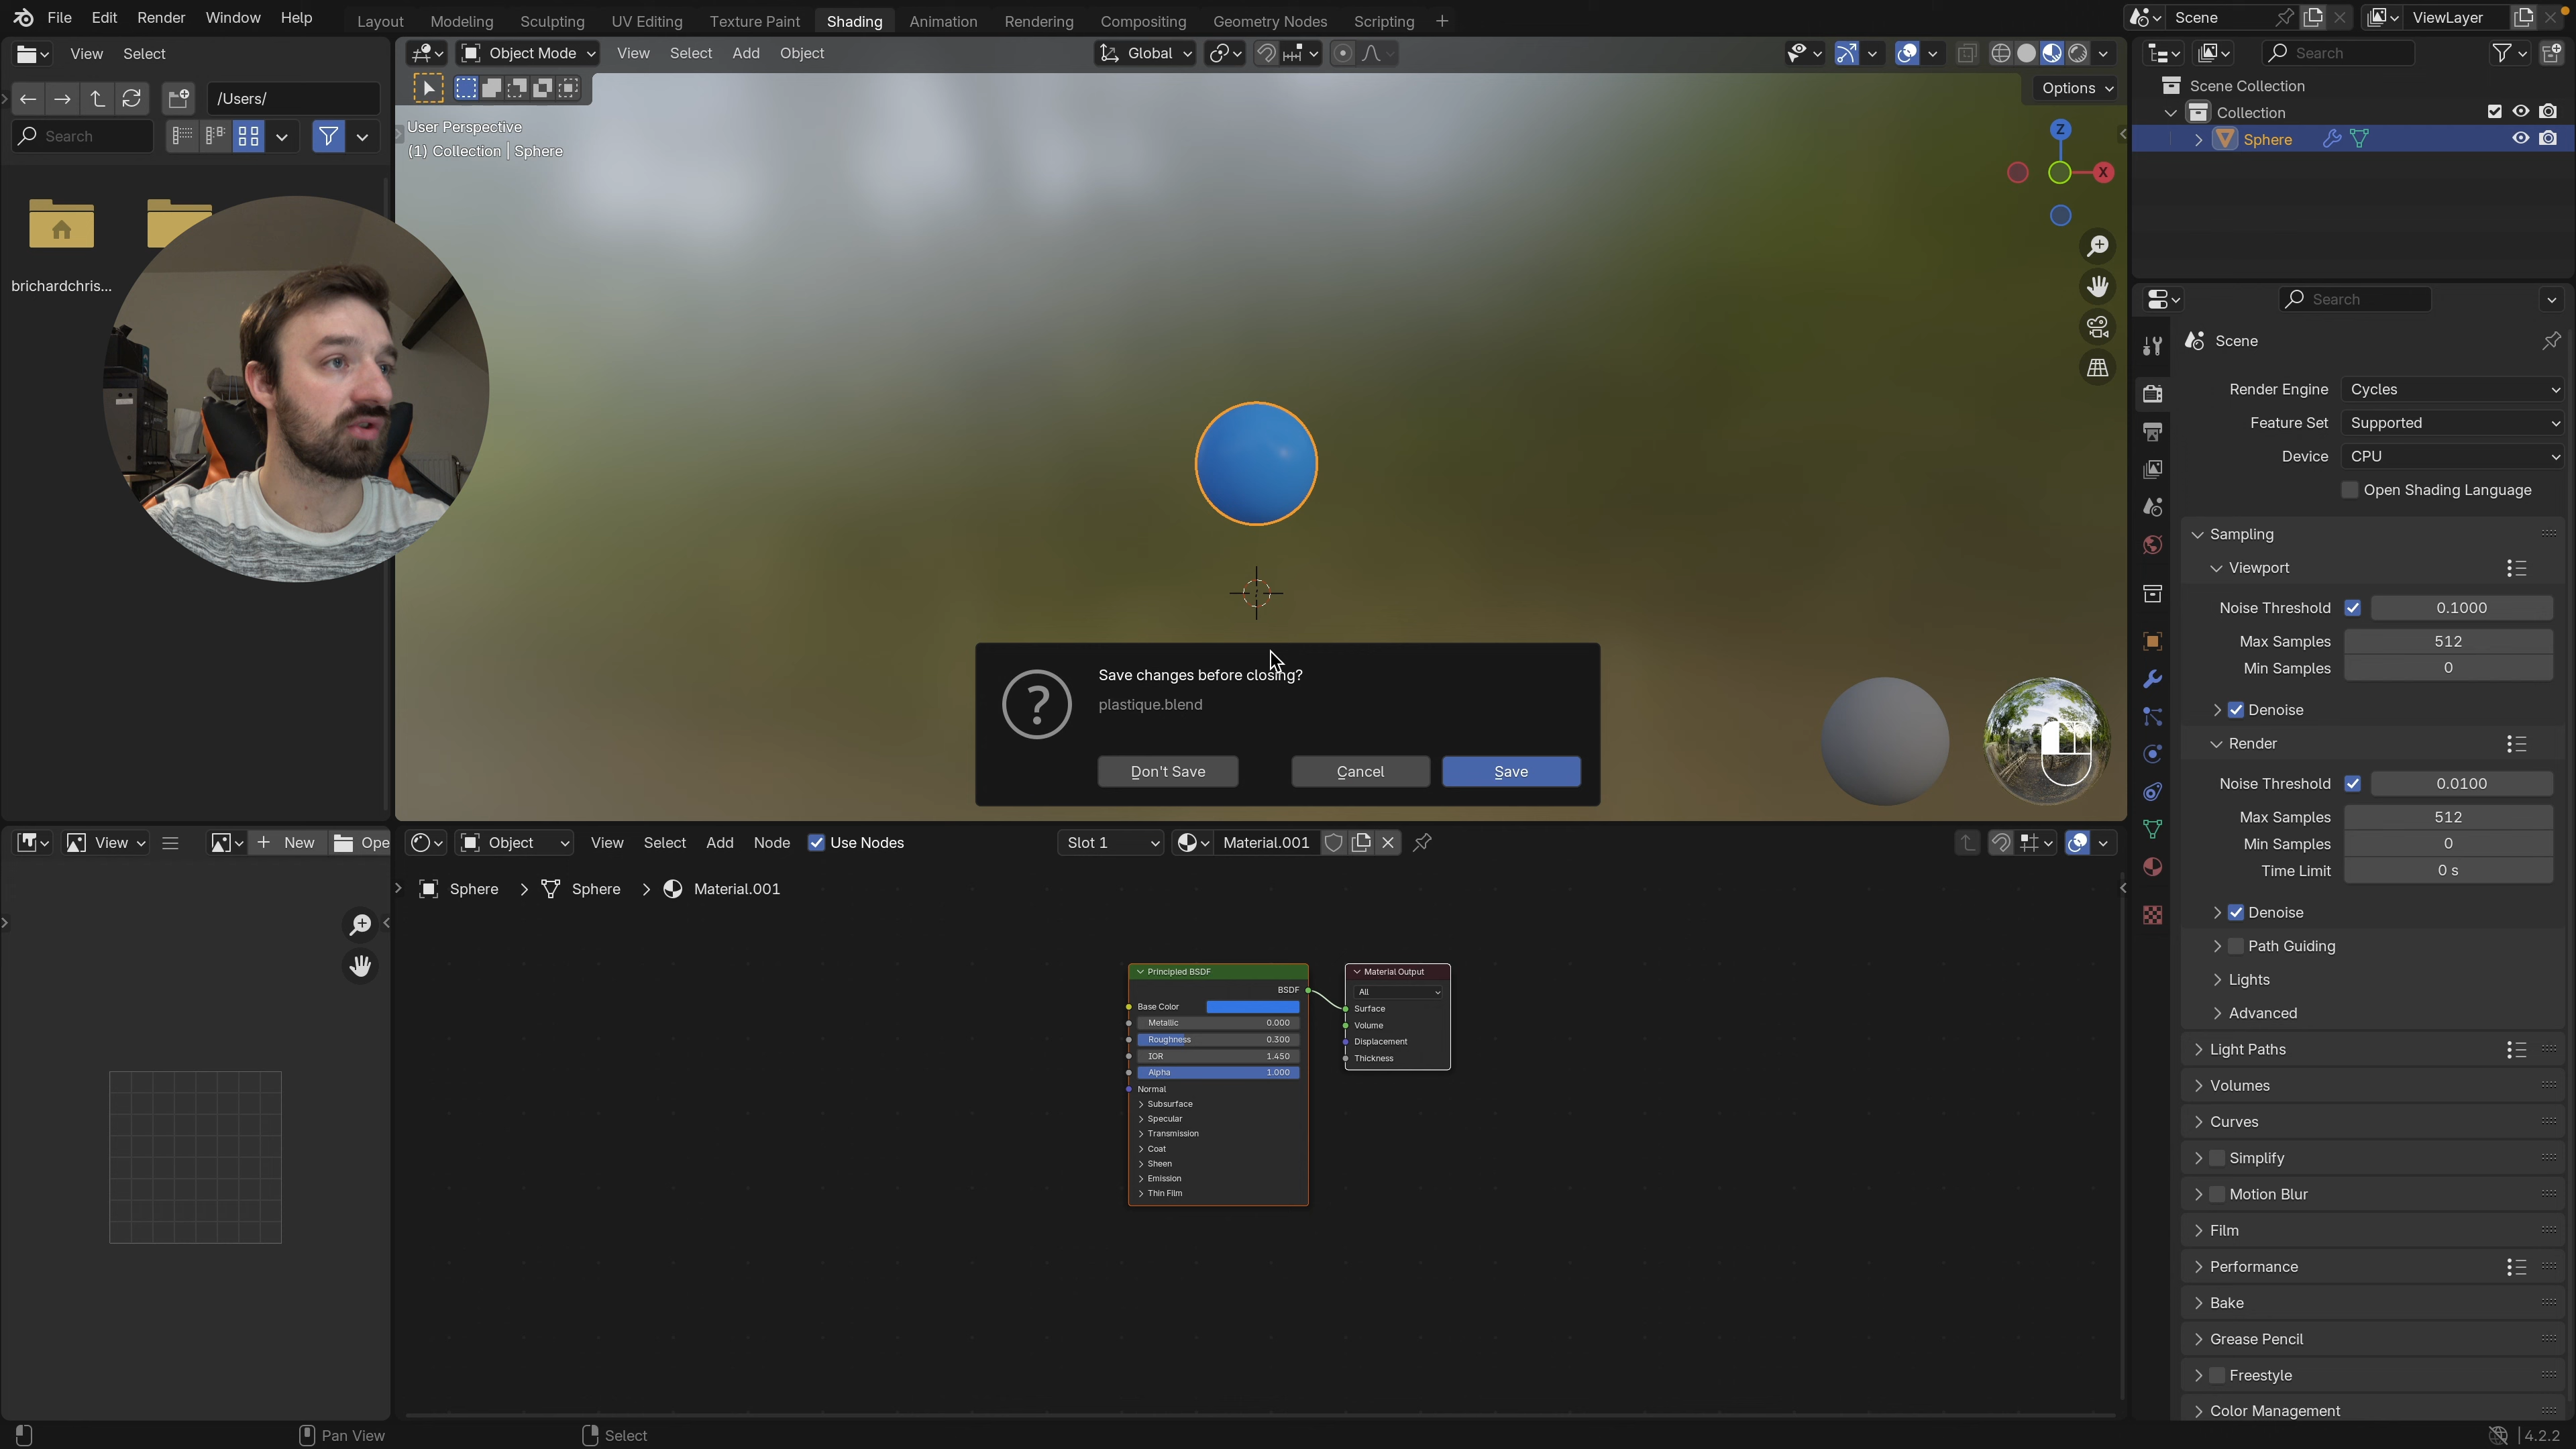 File Edit Render Window Help
Layout Modeling Sculpting UV Editing Texture Paint Shading Animation Rendering Compositing Geometry Nodes Scripting
Scene ViewLayer
View Select
Object Mode View Select Add Object Global
Search
/Users/
Options
Search
brichardchris...
User Perspective
(1) Collection | Sphere
Z
X
Scene Collection
Collection
Sphere
Search
Scene
Render Engine Cycles
Feature Set Supported
Device CPU
Open Shading Language
Sampling
Viewport
Noise Threshold 0.1000
Max Samples 512
Min Samples 0
Denoise
Render
Noise Threshold 0.0100
Max Samples 512
Min Samples 0
Time Limit 0 s
Denoise
Path Guiding
Lights
Advanced
Light Paths
Volumes
Curves
Simplify
Motion Blur
Film
Performance
Bake
Grease Pencil
Freestyle
Color Management
Save changes before closing?
plastique.blend
Don't Save Cancel Save
View New Ope
Object View Select Add Node Use Nodes Slot 1 Material.001
Sphere Sphere Material.001
Principled BSDF
BSDF
Base Color
Metallic 0.000
Roughness 0.300
IOR 1.450
Alpha 1.000
Normal
Subsurface
Specular
Transmission
Coat
Sheen
Emission
Thin Film
Material Output
All
Surface
Volume
Displacement
Thickness
Pan View
Select
4.2.2